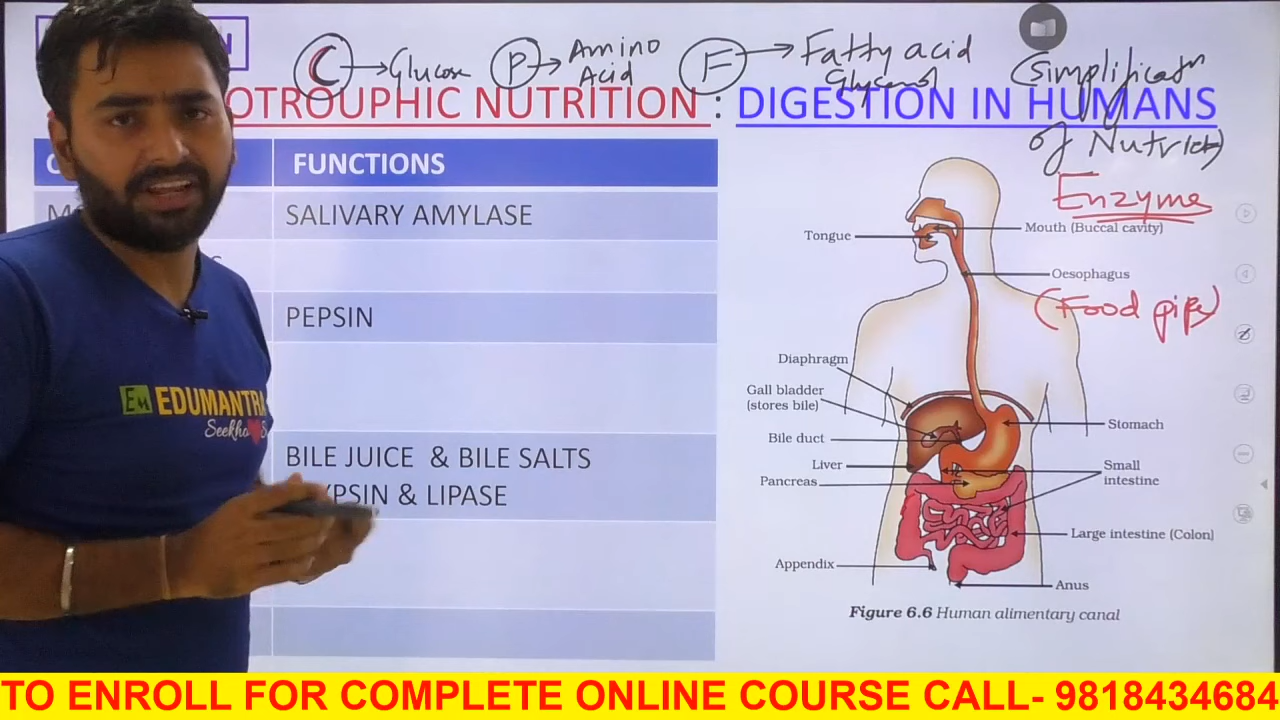 C → Glucose P → Amino Acid F → Fatty acid Glycerol
(Simplificatn of Nutrient)
OTROUPHIC NUTRITION : DIGESTION IN HUMANS
FUNCTIONS
SALIVARY AMYLASE
PEPSIN
BILE JUICE & BILE SALTS
YPSIN & LIPASE
Enzyme
Tongue
Mouth (Buccal cavity)
Oesophagus
(Food pipe)
Diaphragm
Gall bladder
(stores bile)
Bile duct
Liver
Pancreas
Stomach
Small
intestine
Large intestine (Colon)
Appendix
Anus
Figure 6.6 Human alimentary canal
Em EDUMANTRA
Seekho
TO ENROLL FOR COMPLETE ONLINE COURSE CALL- 9818434684